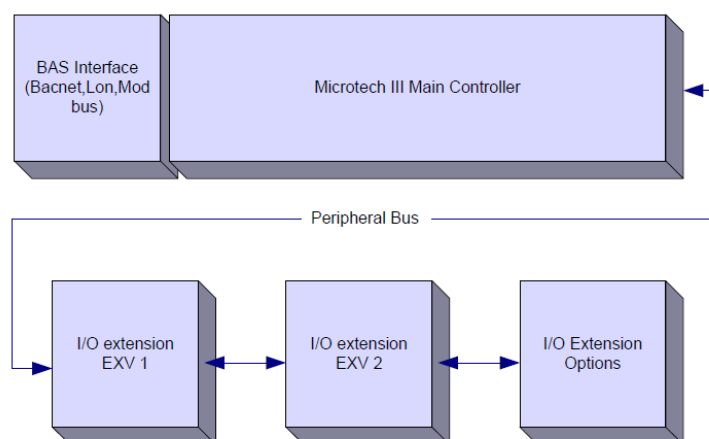 BAS Interface
(Bacnet,Lon,Mod
bus)
Microtech III Main Controller
Peripheral Bus
I/O extension
EXV 1
I/O extension
EXV 2
I/O Extension
Options